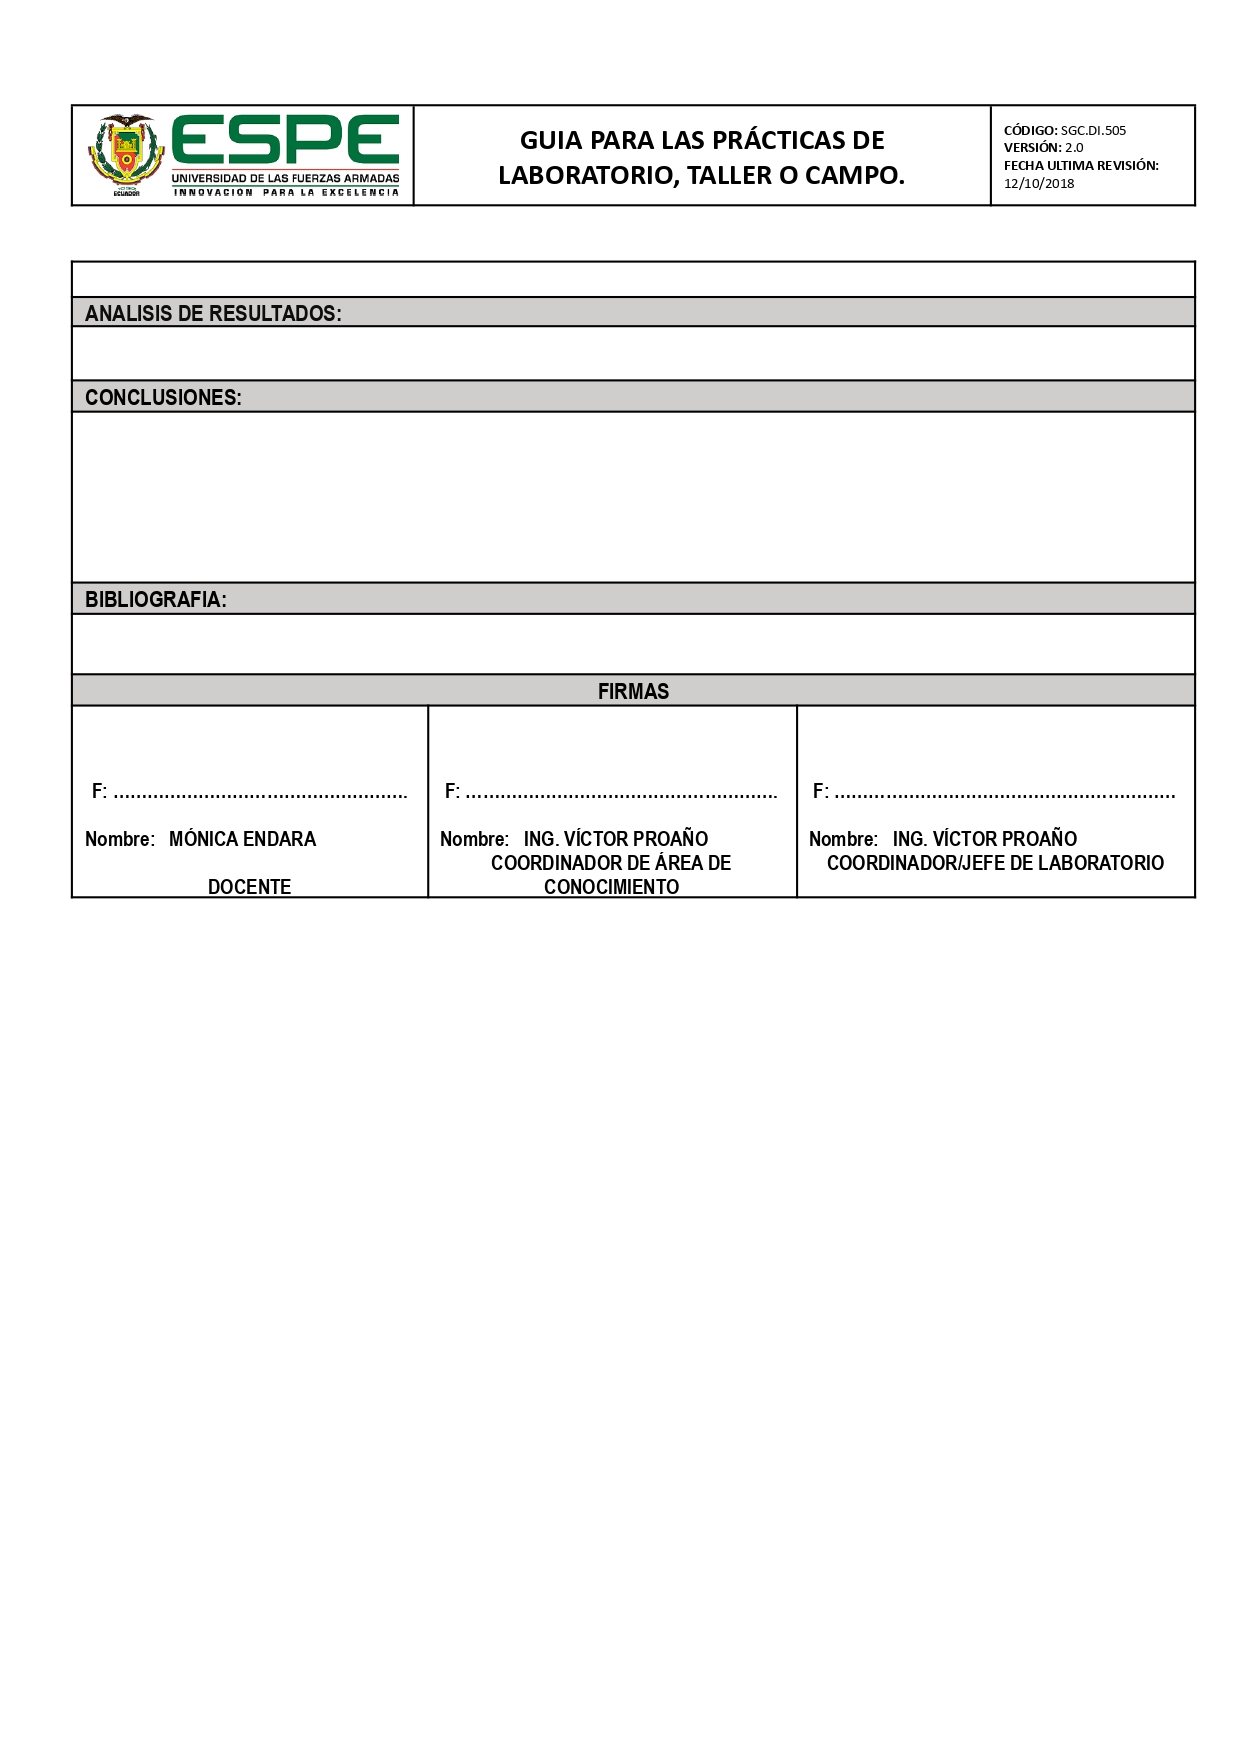 ESPE
UNIVERSIDAD DE LAS FUERZAS ARMADAS
INNOVACION PARA LA EXCELENCIA
ECUADOR
GUIA PARA LAS PRÁCTICAS DE
LABORATORIO, TALLER O CAMPO.
CÓDIGO: SGC.DI.505
VERSIÓN: 2.0
FECHA ULTIMA REVISIÓN:
12/10/2018
ANALISIS DE RESULTADOS:
CONCLUSIONES:
BIBLIOGRAFIA:
FIRMAS
F: ....................................................
Nombre: MÓNICA ENDARA
DOCENTE
F: .......................................................
Nombre: ING. VÍCTOR PROAÑO
COORDINADOR DE ÁREA DE
CONOCIMIENTO
F: ............................................................
Nombre: ING. VÍCTOR PROAÑO
COORDINADOR/JEFE DE LABORATORIO